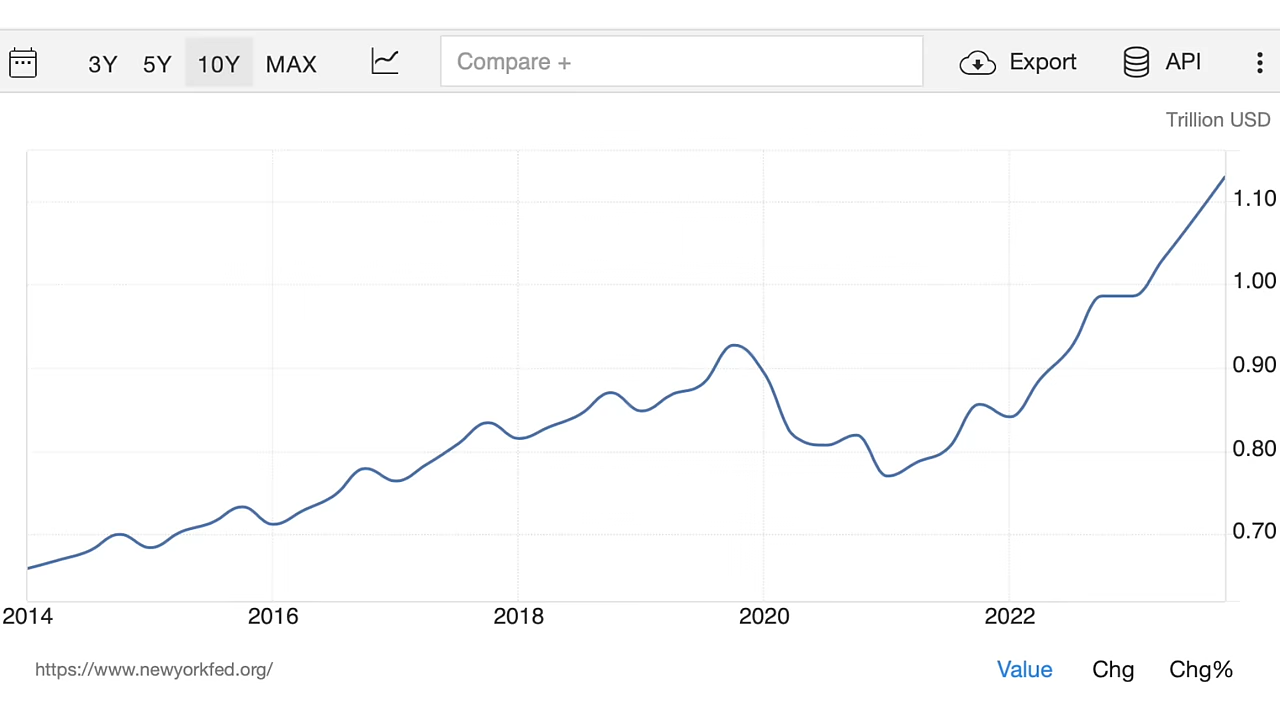 3Y 5Y 10Y MAX Compare + Export API
Trillion USD
1.10
1.00
0.90
0.80
0.70
2014 2016 2018 2020 2022
https://www.newyorkfed.org/ Value Chg Chg%